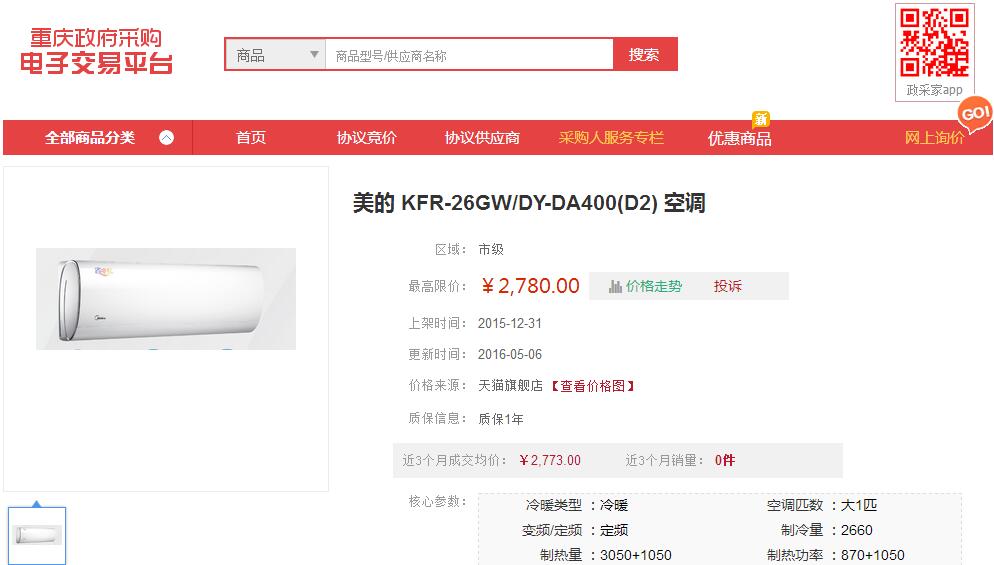 重庆政府采购
电子交易平台
商品 商品型号/供应商名称 搜索
政采家app
GO!
新
全部商品分类 首页 协议竞价 协议供应商 采购人服务专栏 优惠商品 网上询价
美的 KFR-26GW/DY-DA400(D2) 空调
区域： 市级
最高限价： ￥2,780.00 价格走势 投诉
上架时间： 2015-12-31
更新时间： 2016-05-06
价格来源： 天猫旗舰店 【查看价格图】
质保信息： 质保1年
近3个月成交均价： ￥2,773.00 近3个月销量： 0件
核心参数： 冷暖类型 ：冷暖 空调匹数 ：大1匹
变频/定频 ：定频 制冷量 ：2660
制热量 ：3050+1050 制热功率 ：870+1050